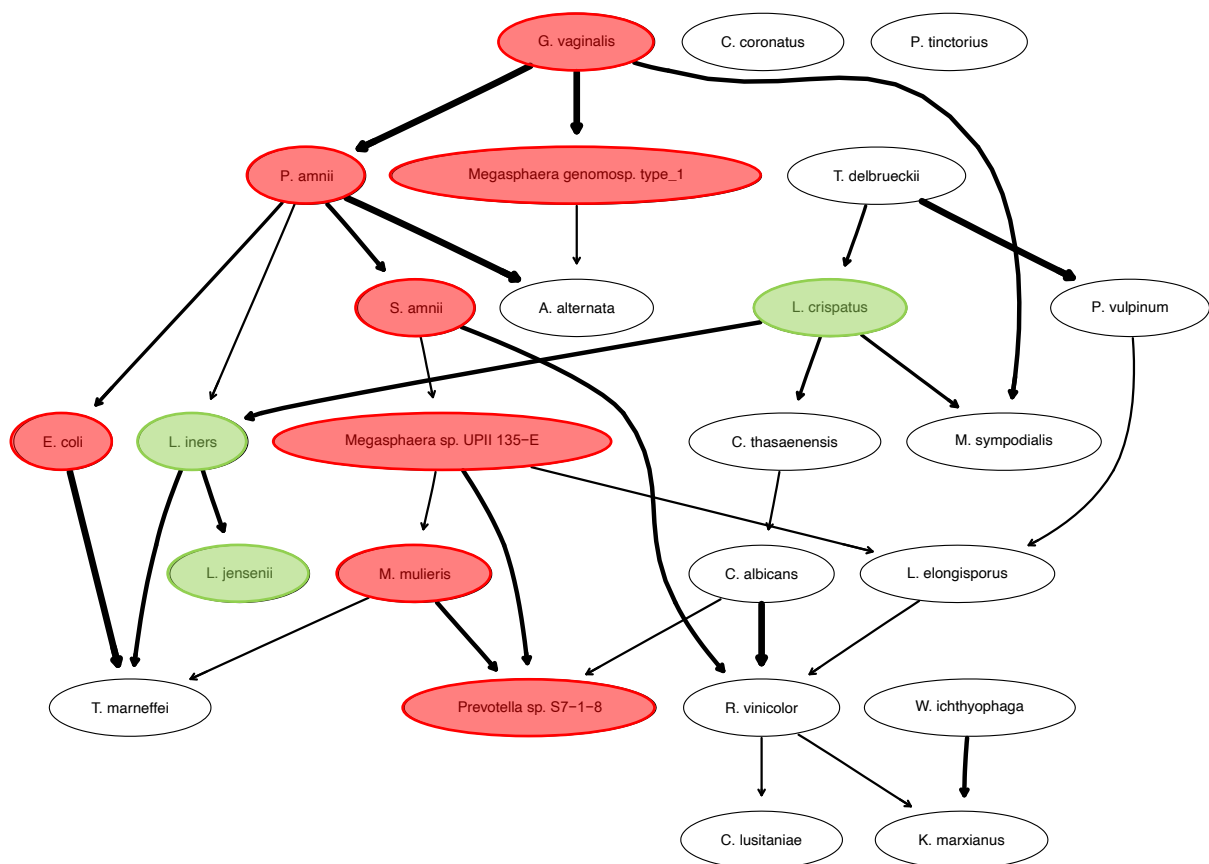 G. vaginalis
C. coronatus
P. tinctorius
P. amnii
Megasphaera genomosp. type_1
T. delbrueckii
S. amnii
A. alternata
L. crispatus
P. vulpinum
E. coli
L. iners
Megasphaera sp. UPII 135−E
C. thasaenensis
M. sympodialis
L. jensenii
M. mulieris
C. albicans
L. elongisporus
T. marneffei
Prevotella sp. S7−1−8
R. vinicolor
W. ichthyophaga
C. lusitaniae
K. marxianus